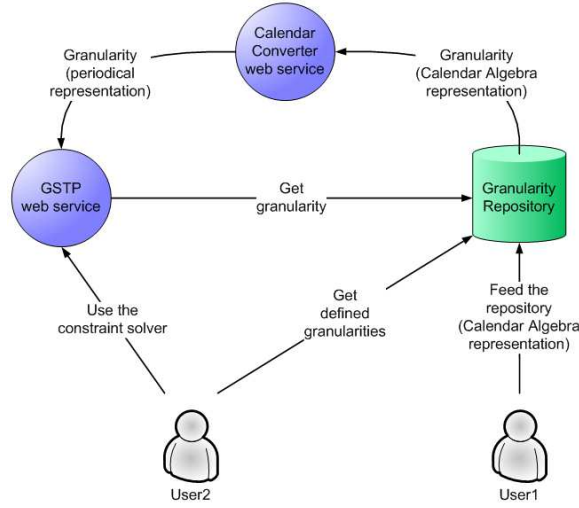 Calendar
Converter
web service
Granularity
(periodical
representation)
Granularity
(Calendar Algebra
representation)
GSTP
web service
Get
granularity
Granularity
Repository
Use the
constraint solver
Get
defined
granularities
Feed the
repository
(Calendar Algebra
representation)
User2
User1